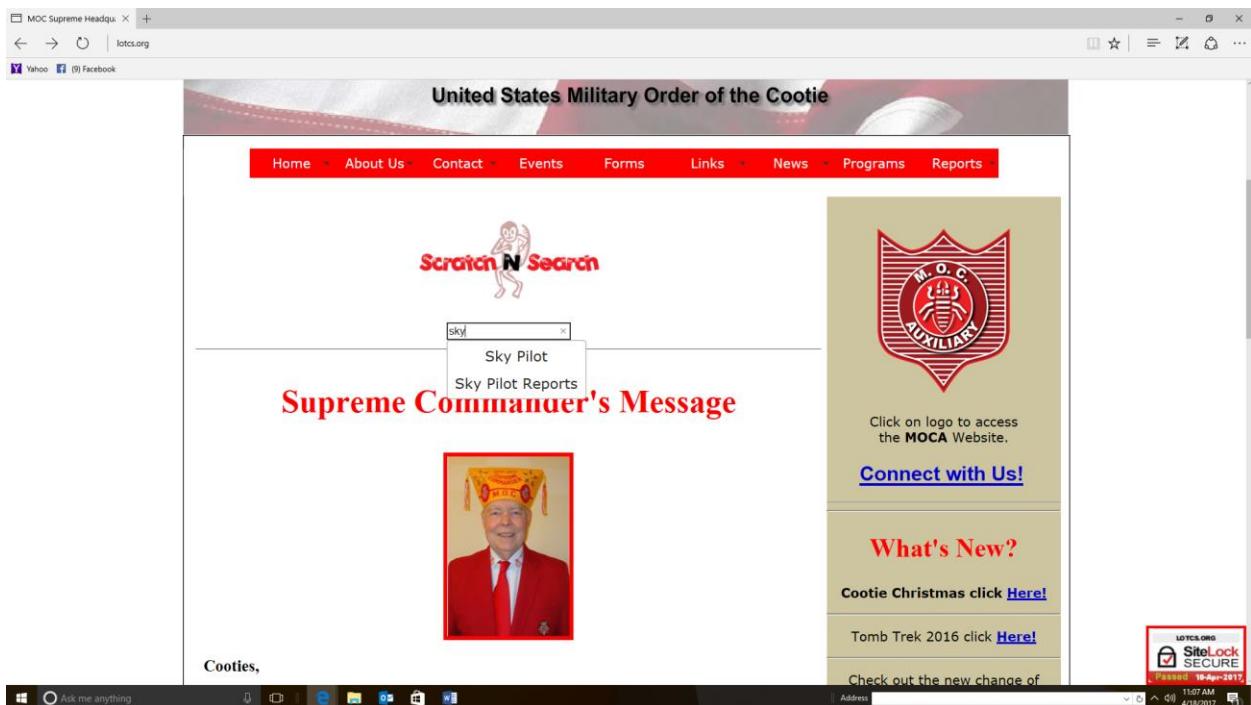 MOC Supreme Headqu
lotcs.org
Yahoo (9) Facebook
United States Military Order of the Cootie
Home About Us Contact Events Forms Links News Programs Reports
Scratch N Search
sky
Sky Pilot
Sky Pilot Reports
Supreme Commander's Message
COMMANDER
M O C
Cooties,
M. O. C.
AUXILIARY
Click on logo to access
the MOCA Website.
Connect with Us!
What's New?
Cootie Christmas click Here!
Tomb Trek 2016 click Here!
Check out the new change of
LOTCS.ORG
SiteLock
SECURE
Passed 18-Apr-2017
Ask me anything
Address
11:07 AM
4/18/2017